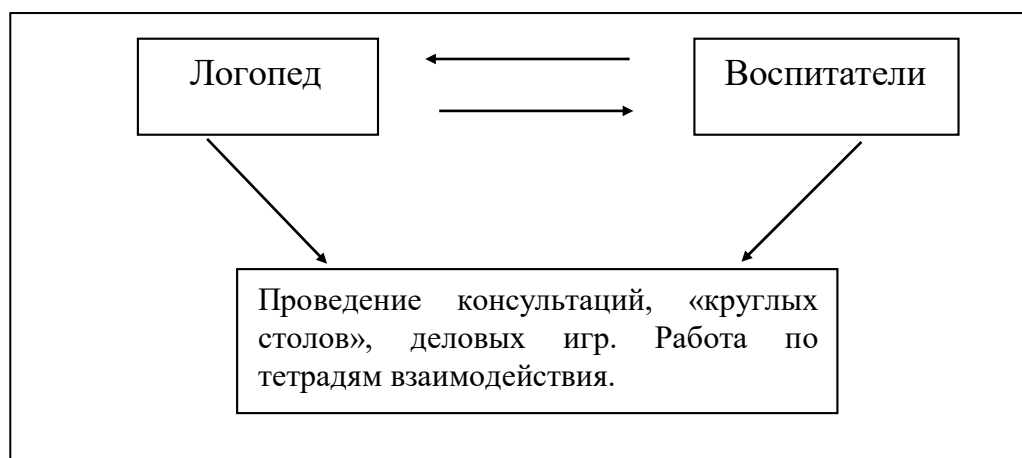 Логопед
Воспитатели
Проведение консультаций, «круглых
столов», деловых игр. Работа по
тетрадям взаимодействия.